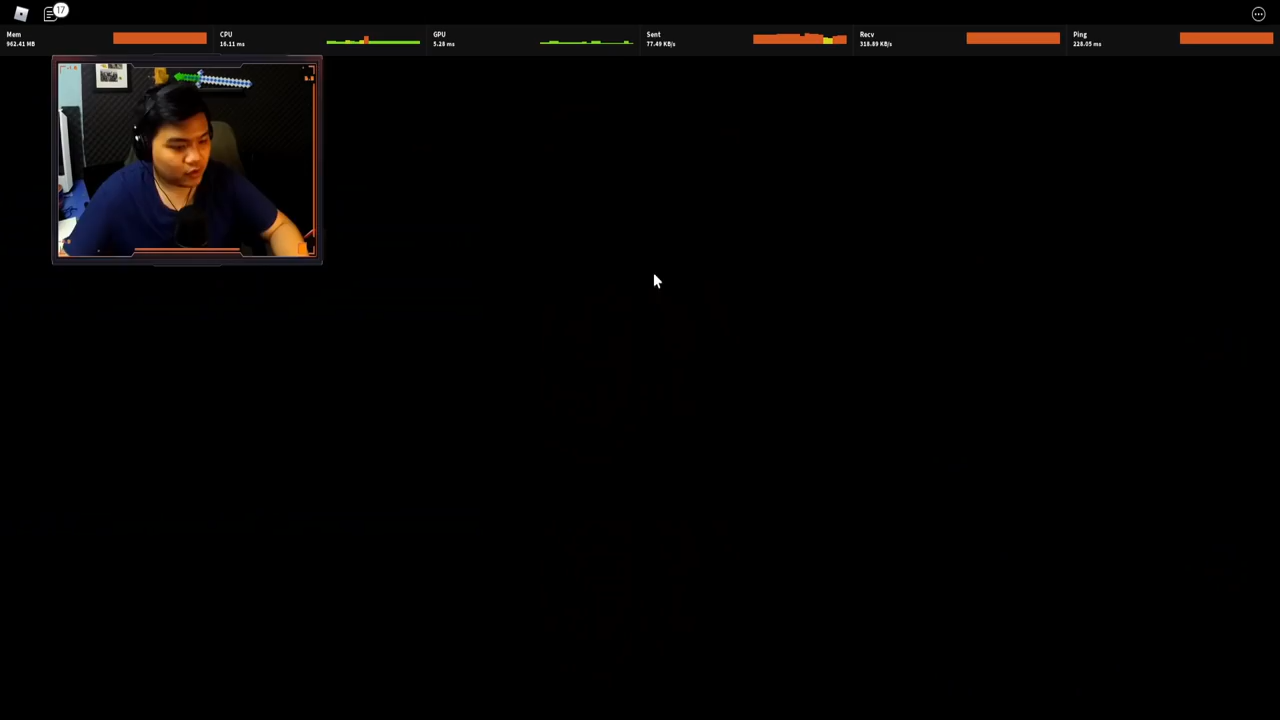 17
Mem
962.41 MB
CPU
16.11 ms
GPU
5.28 ms
Sent
77.49 KB/s
Recv
318.89 KB/s
Ping
228.05 ms